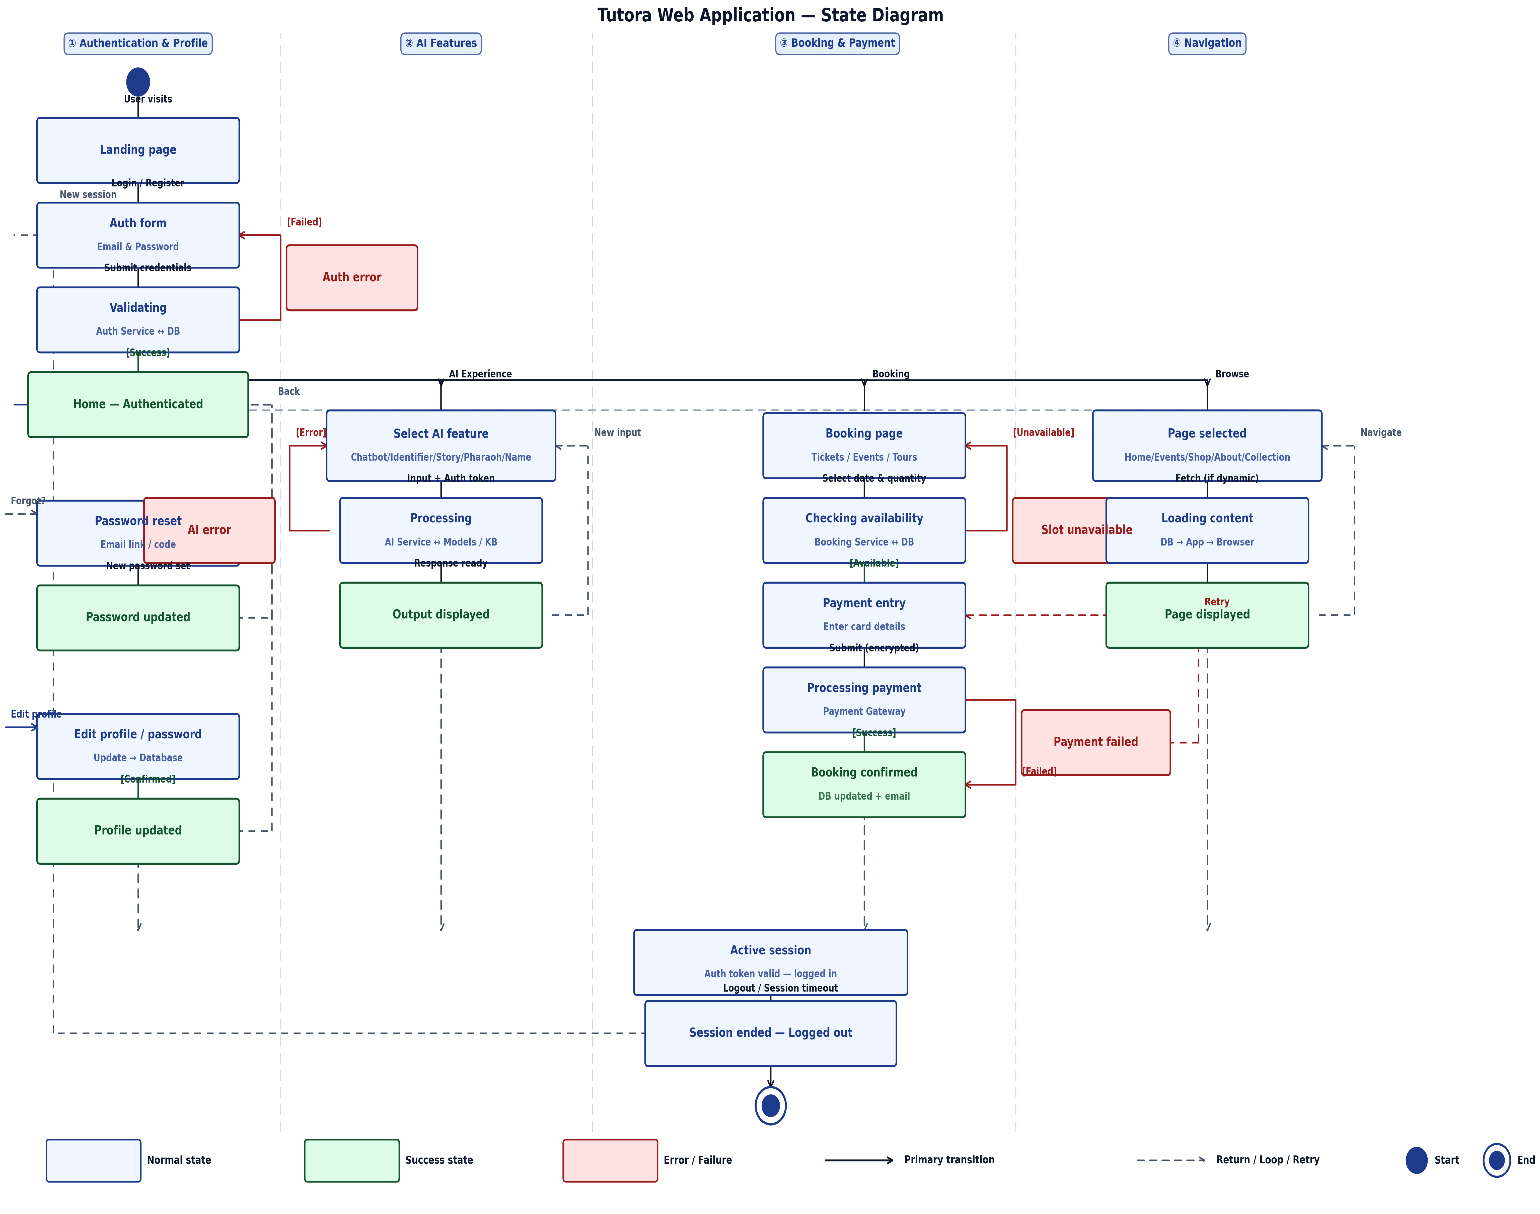 Tutora Web Application — State Diagram
① Authentication & Profile
② AI Features
③ Booking & Payment
④ Navigation
User visits
Landing page
Login / Register
New session
Auth form
Email & Password
[Failed]
Submit credentials
Auth error
Validating
Auth Service ↔ DB
[Success]
Home — Authenticated
Back
AI Experience
Booking
Browse
[Error]
Select AI feature
Chatbot/Identifier/Story/Pharaoh/Name
New input
Input + Auth token
Processing
AI Service ↔ Models / KB
Response ready
Output displayed
AI error
Forgot?
Password reset
Email link / code
New password set
Password updated
Edit profile
Edit profile / password
Update → Database
[Confirmed]
Profile updated
Booking page
Tickets / Events / Tours
[Unavailable]
Select date & quantity
Checking availability
Booking Service ↔ DB
Slot unavailable
[Available]
Payment entry
Enter card details
Submit (encrypted)
Processing payment
Payment Gateway
[Success]
Payment failed
[Failed]
Booking confirmed
DB updated + email
Page selected
Home/Events/Shop/About/Collection
Navigate
Fetch (if dynamic)
Loading content
DB → App → Browser
Retry
Page displayed
Active session
Auth token valid — logged in
Logout / Session timeout
Session ended — Logged out
Normal state
Success state
Error / Failure
Primary transition
Return / Loop / Retry
Start
End